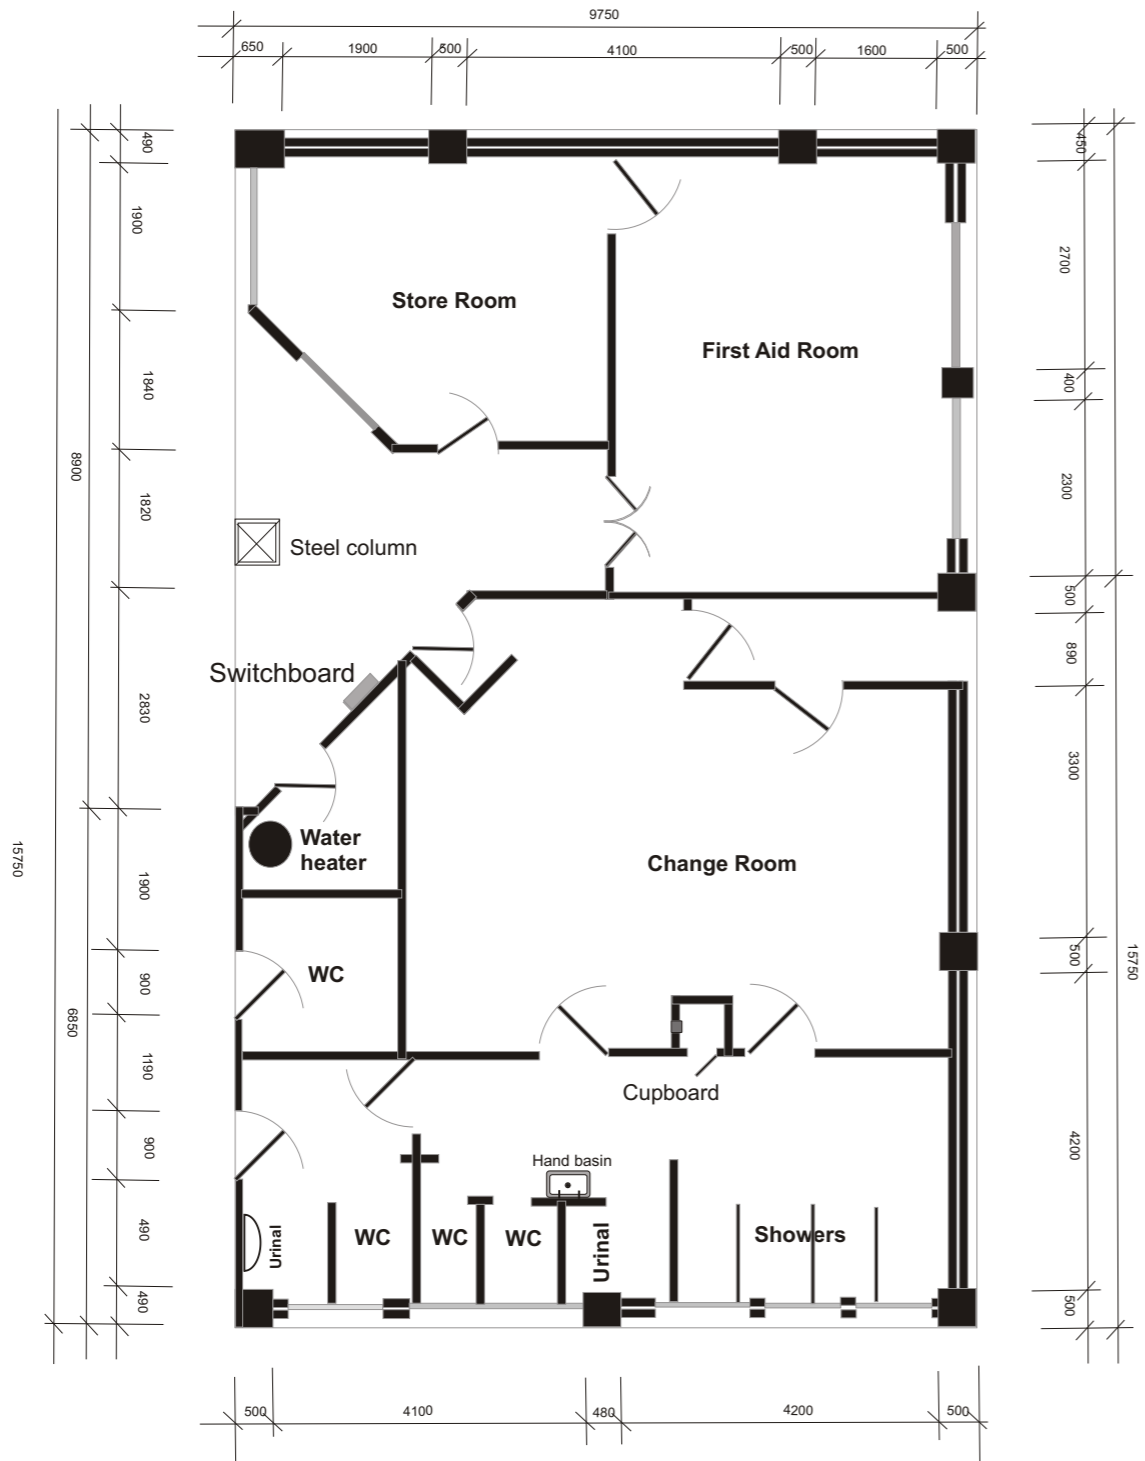 9750
650
1900
500
4100
500
1600
500
490
450
1900
2700
Store Room
First Aid Room
1840
400
8900
1820
2300
Steel column
500
890
Switchboard
2830
3300
15750
Water
heater
Change Room
1900
WC
500
15750
900
6850
1190
Cupboard
900
4200
Hand basin
490
Urinal
WC
WC
WC
Urinal
Showers
490
500
500
4100
480
4200
500